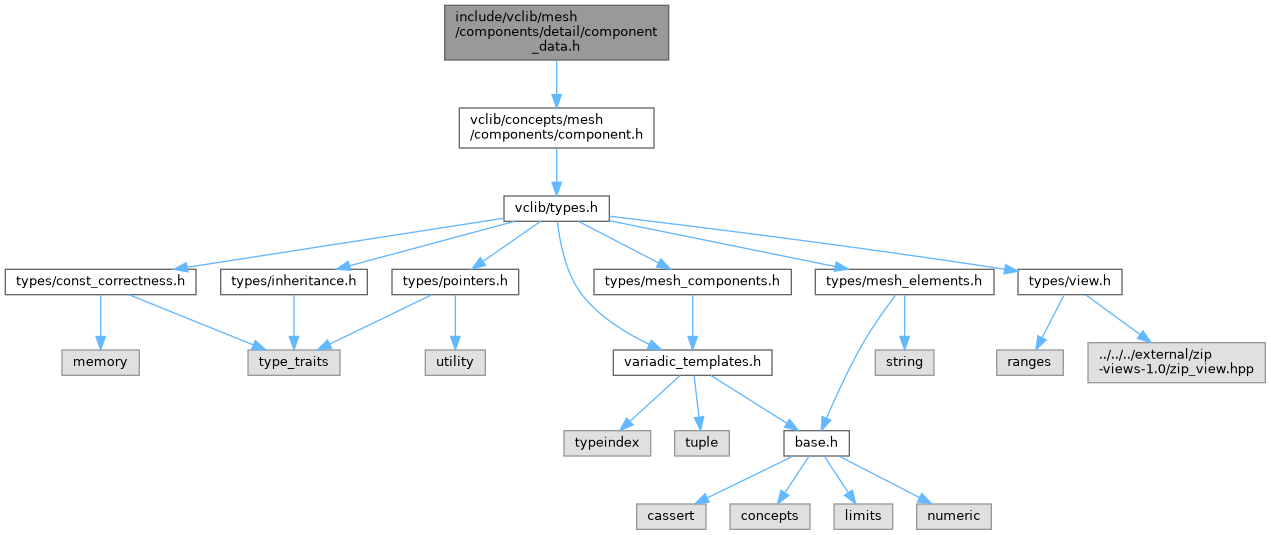 include/vclib/mesh
/components/detail/component
_data.h
vclib/concepts/mesh
/components/component.h
vclib/types.h
types/const_correctness.h
types/inheritance.h
types/pointers.h
types/mesh_components.h
types/mesh_elements.h
types/view.h
memory
type_traits
utility
variadic_templates.h
string
ranges
../../../external/zip
-views-1.0/zip_view.hpp
typeindex
tuple
base.h
cassert
concepts
limits
numeric